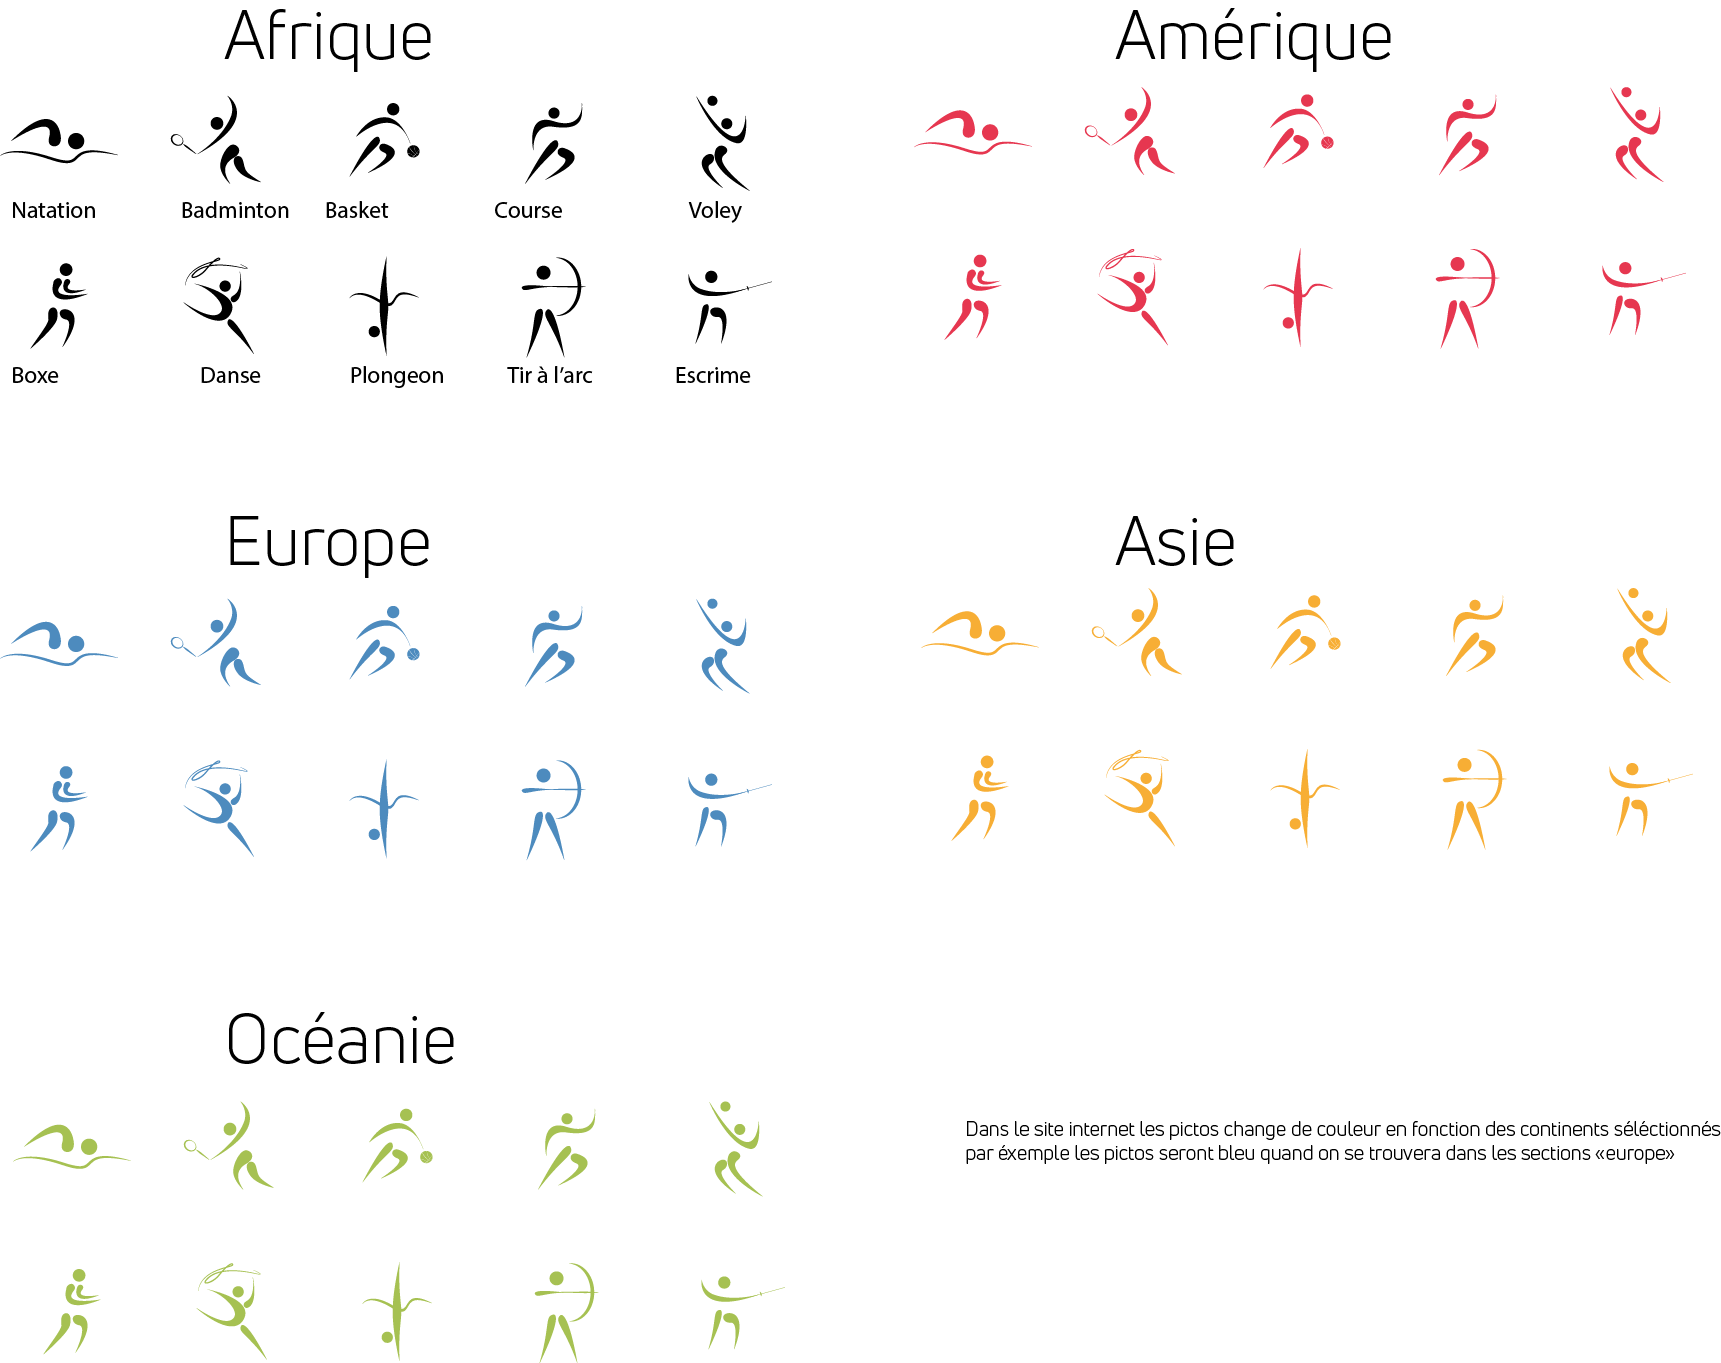 Afrique
Amérique
Natation
Badminton
Basket
Course
Voley
Boxe
Danse
Plongeon
Tir à l’arc
Escrime
Europe
Asie
Océanie
Dans le site internet les pictos change de couleur en fonction des continents séléctionnés
par éxemple les pictos seront bleu quand on se trouvera dans les sections «europe»